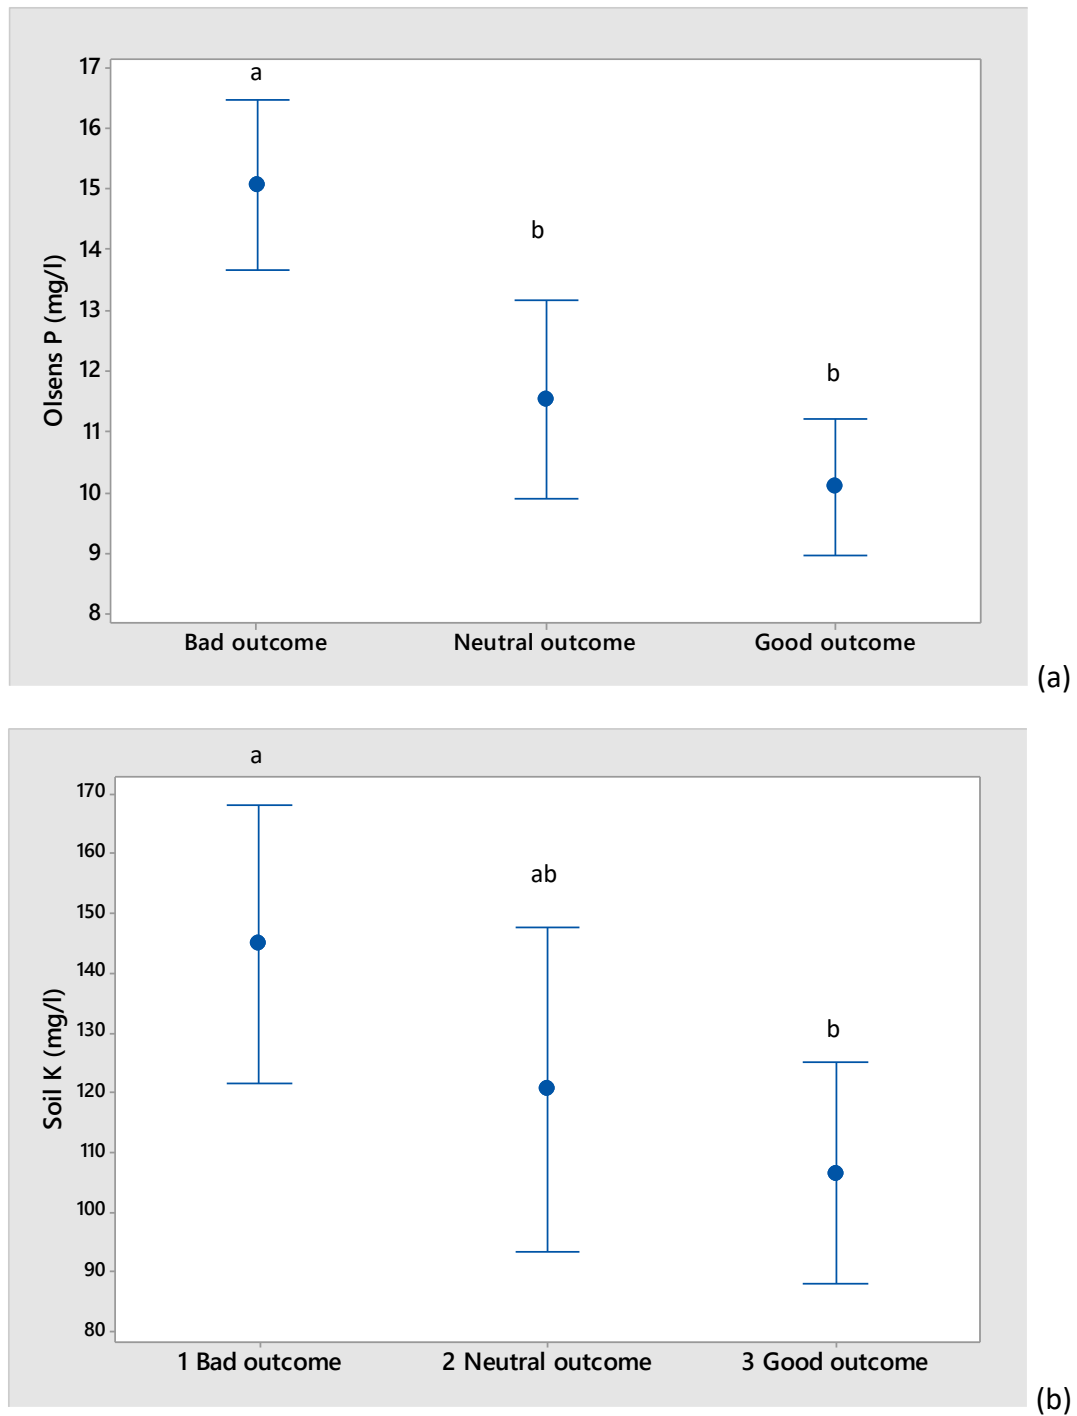 17
a
16
15
14
b
13
12
b
11
10
9
8
Olsens P (mg/l)
Bad outcome Neutral outcome Good outcome
(a)
a
170
160
ab
150
140
130
b
120
110
100
90
80
Soil K (mg/l)
1 Bad outcome 2 Neutral outcome 3 Good outcome
(b)